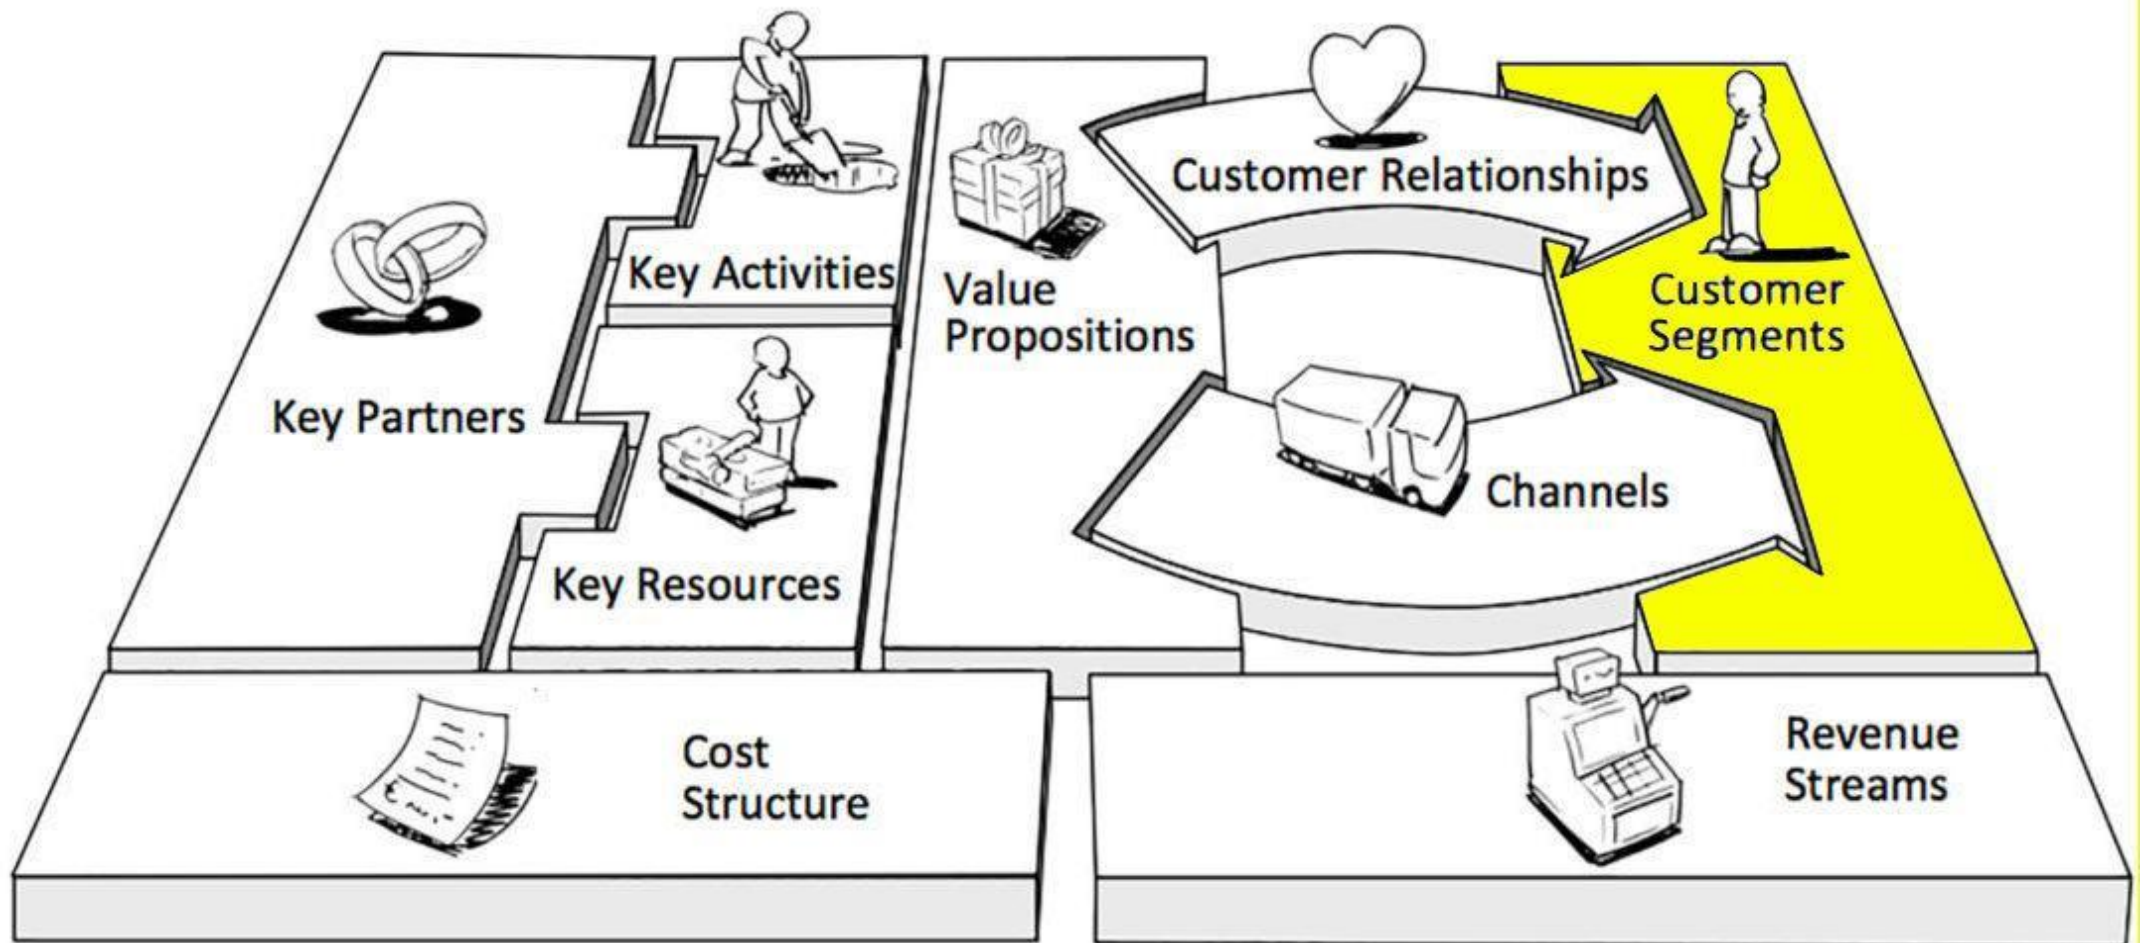 Customer Relationships
Key Activities
Value
Propositions
Customer
Segments
Key Partners
Channels
Key Resources
Cost
Structure
Revenue
Streams